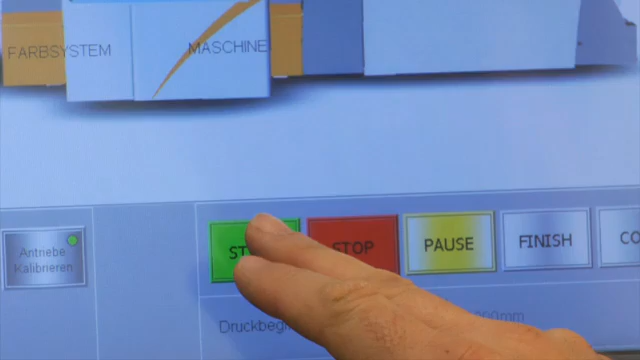 FARBSYSTEM
MASCHINE
Antriebe
Kalibrieren
STOP
PAUSE
FINISH